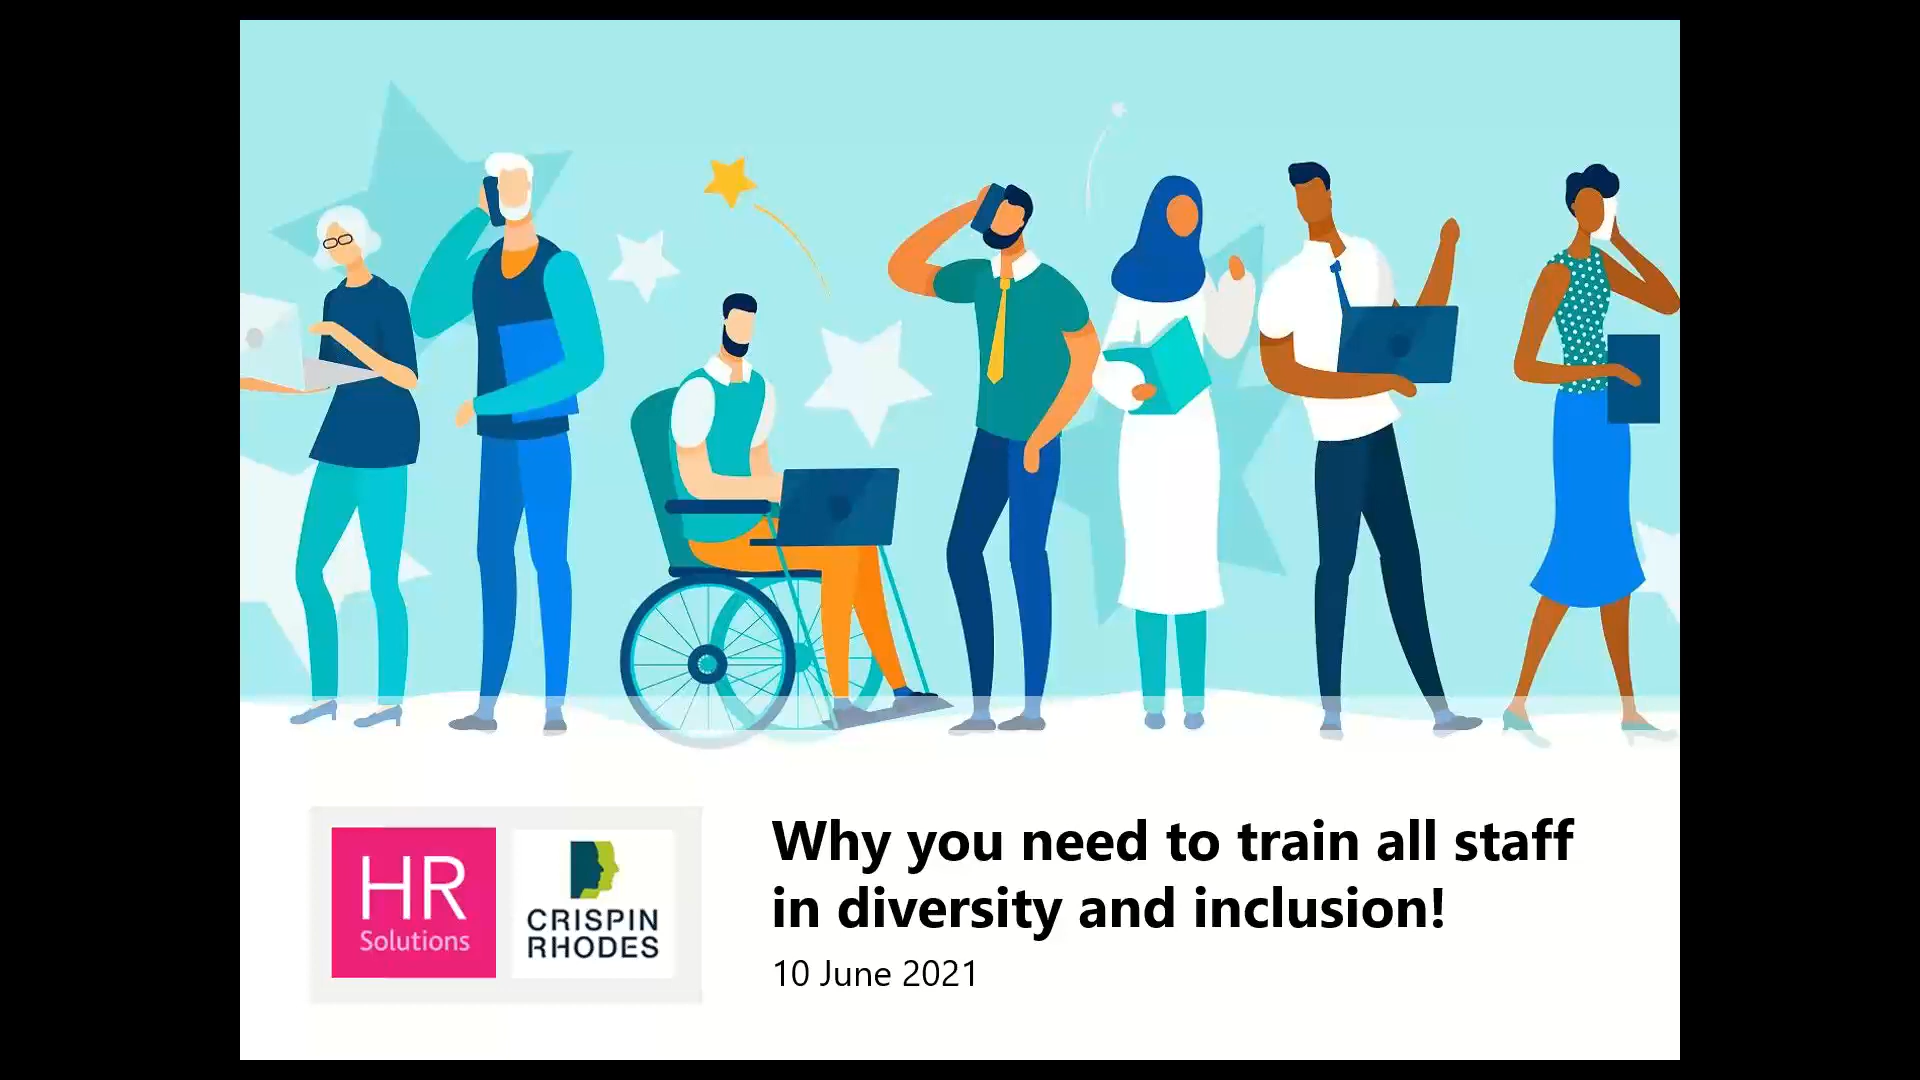 HR
Solutions
CRISPIN
RHODES
Why you need to train all staff
in diversity and inclusion!
10 June 2021